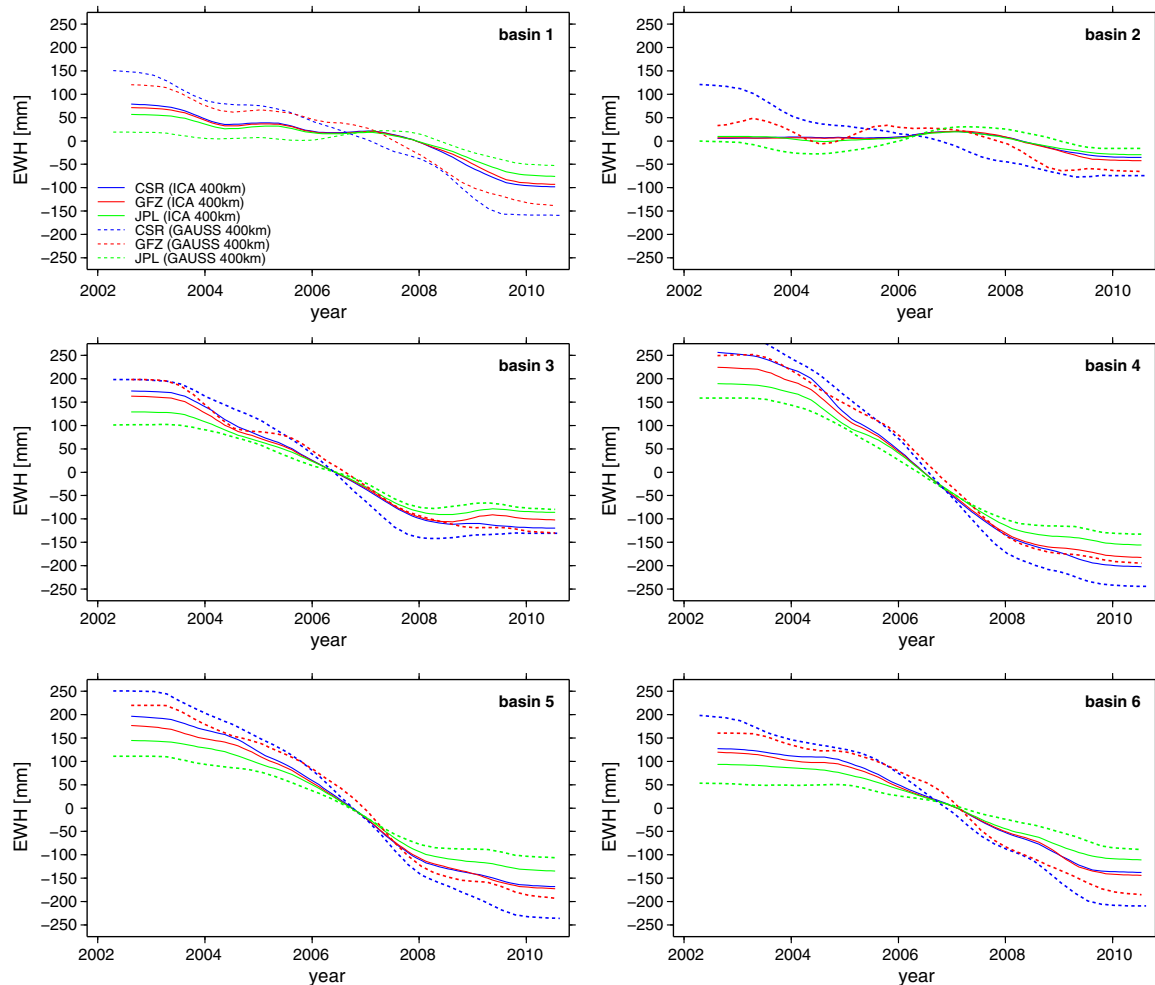 basin 1
250
200
150
100
50
0
−50
−100
−150
−200
−250
EWH [mm]
CSR (ICA 400km)
GFZ (ICA 400km)
JPL (ICA 400km)
CSR (GAUSS 400km)
GFZ (GAUSS 400km)
JPL (GAUSS 400km)
2002 2004 2006 2008 2010
year
basin 2
250
200
150
100
50
0
−50
−100
−150
−200
−250
EWH [mm]
2002 2004 2006 2008 2010
year
basin 3
250
200
150
100
50
0
−50
−100
−150
−200
−250
EWH [mm]
2002 2004 2006 2008 2010
year
basin 4
250
200
150
100
50
0
−50
−100
−150
−200
−250
EWH [mm]
2002 2004 2006 2008 2010
year
basin 5
250
200
150
100
50
0
−50
−100
−150
−200
−250
EWH [mm]
2002 2004 2006 2008 2010
year
basin 6
250
200
150
100
50
0
−50
−100
−150
−200
−250
EWH [mm]
2002 2004 2006 2008 2010
year